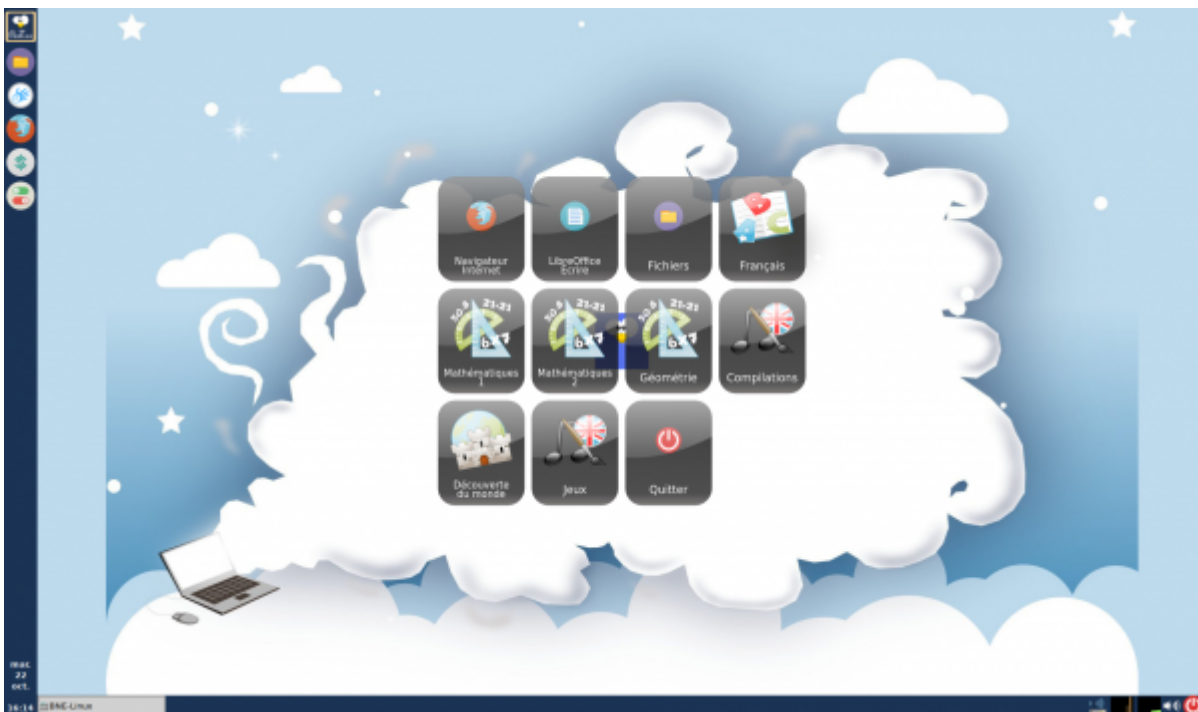 Navigateur
Internet
LibreOffice
Ecrire
Fichiers
Français
Mathématiques
1
Mathématiques
2
Géométrie
Compilations
Découverte
du monde
Jeux
Quitter
mar.
22
oct.
16:14
BNE-Linux